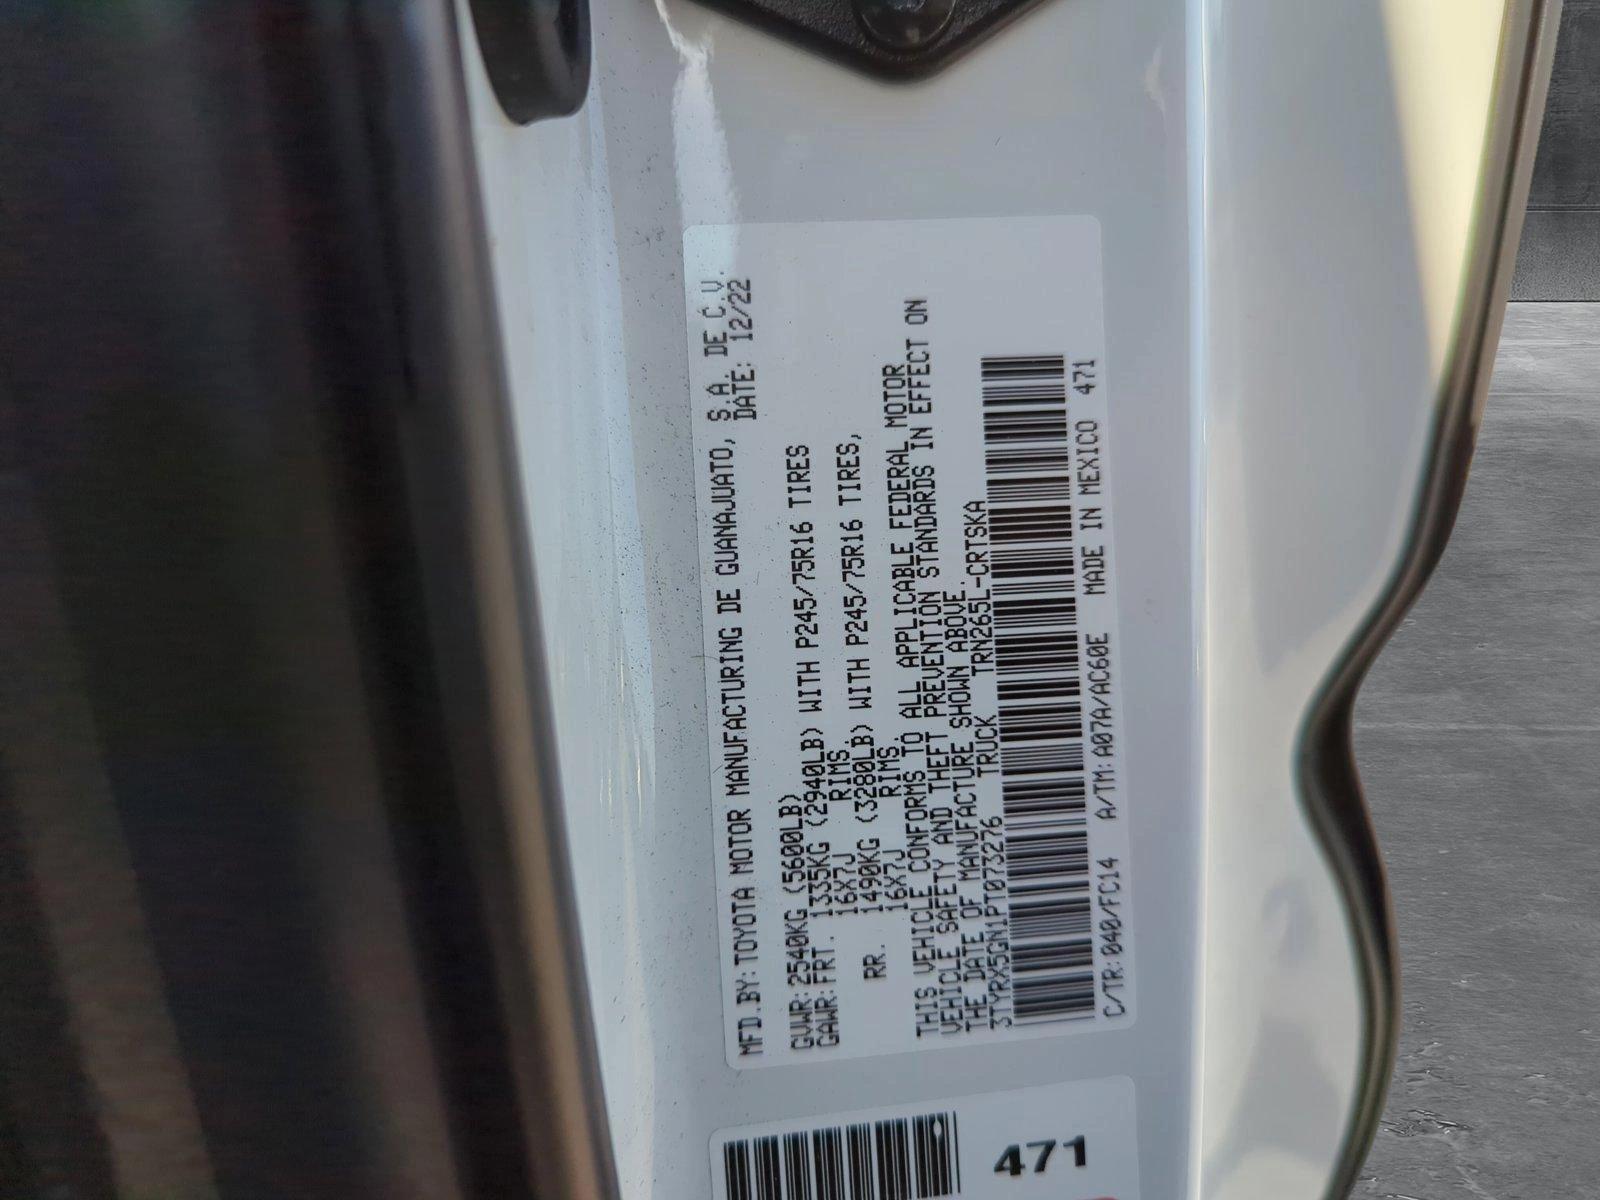 MFD.BY:TOYOTA MOTOR MANUFACTURING DE GUANAJUATO, S.A. DE C.V.
DATE: 12/22
GVWR:2540KG (5600LB)
GAWR:FRT. 1335KG (2940LB) WITH P245/75R16 TIRES
16X7J RIMS.
RR. 1490KG (3280LB) WITH P245/75R16 TIRES,
16X7J RIMS.
THIS VEHICLE CONFORMS TO ALL APPLICABLE FEDERAL MOTOR
VEHICLE SAFETY AND THEFT PREVENTION STANDARDS IN EFFECT ON
THE DATE OF MANUFACTURE SHOWN ABOVE.
3TYRX5GN1PT073276 TRUCK TRN265L-CRTSKA
C/TR:040/FC14 A/TM:A07A/AC60E MADE IN MEXICO 471
471